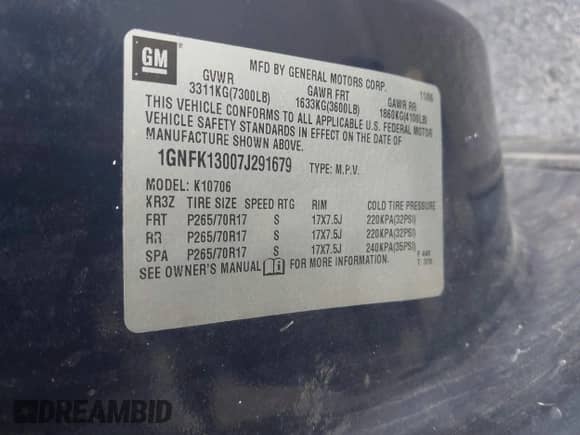 GM
MFD BY GENERAL MOTORS CORP. 11/06
GVWR GAWR FRT GAWR RR
3311KG(7300LB) 1633KG(3600LB) 1860KG(4100LB)
THIS VEHICLE CONFORMS TO ALL APPLICABLE U.S. FEDERAL MOTOR
VEHICLE SAFETY STANDARDS IN EFFECT ON THE DATE OF
MANUFACTURE SHOWN ABOVE.
1GNFK13007J291679 TYPE: M.P.V.
MODEL: K10706
KR3Z TIRE SIZE SPEED RTG RIM COLD TIRE PRESSURE
FRT P265/70R17 S 17X7.5J 220KPA(32PSI)
RR P265/70R17 S 17X7.5J 220KPA(32PSI)
SPA P265/70R17 S 17X7.5J 240KPA(35PSI)
SEE OWNER'S MANUAL FOR MORE INFORMATION.
DREAMBID